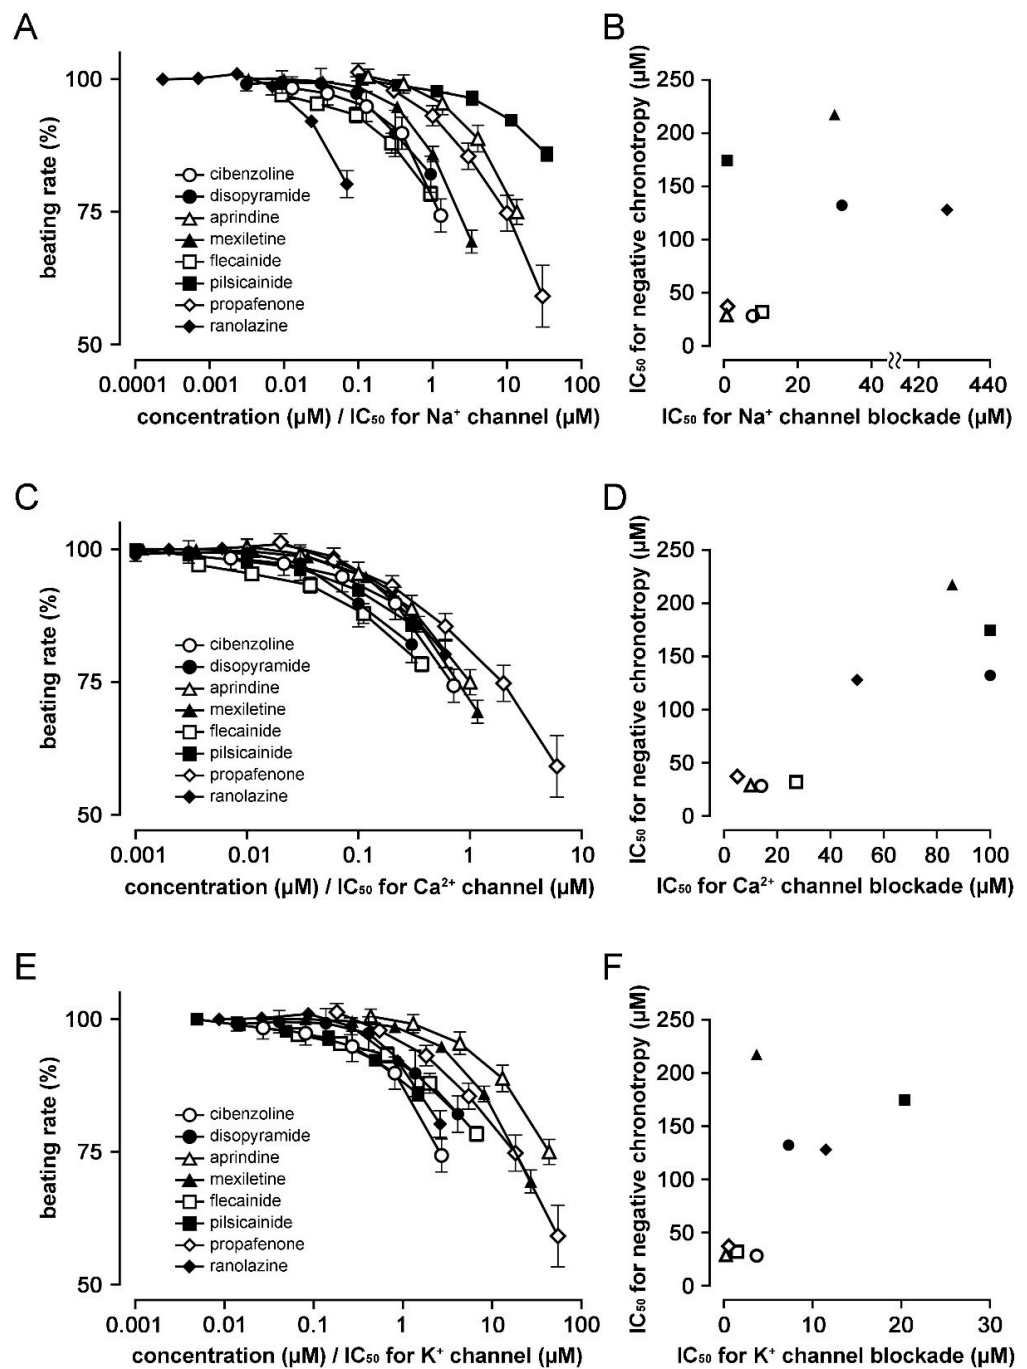 A
beating rate (%)
100
75
50
cibenzoline
disopyramide
aprindine
mexiletine
flecainide
pilsicainide
propafenone
ranolazine
0.0001 0.001 0.01 0.1 1 10 100
concentration (µM) / IC₅₀ for Na⁺ channel (µM)
B
IC₅₀ for negative chronotropy (µM)
250
200
150
100
50
0
0 20 40 420 440
IC₅₀ for Na⁺ channel blockade (µM)
C
beating rate (%)
100
75
50
cibenzoline
disopyramide
aprindine
mexiletine
flecainide
pilsicainide
propafenone
ranolazine
0.001 0.01 0.1 1 10
concentration (µM) / IC₅₀ for Ca²⁺ channel (µM)
D
IC₅₀ for negative chronotropy (µM)
250
200
150
100
50
0
0 20 40 60 80 100
IC₅₀ for Ca²⁺ channel blockade (µM)
E
beating rate (%)
100
75
50
cibenzoline
disopyramide
aprindine
mexiletine
flecainide
pilsicainide
propafenone
ranolazine
0.001 0.01 0.1 1 10 100
concentration (µM) / IC₅₀ for K⁺ channel (µM)
F
IC₅₀ for negative chronotropy (µM)
250
200
150
100
50
0
0 10 20 30
IC₅₀ for K⁺ channel blockade (µM)